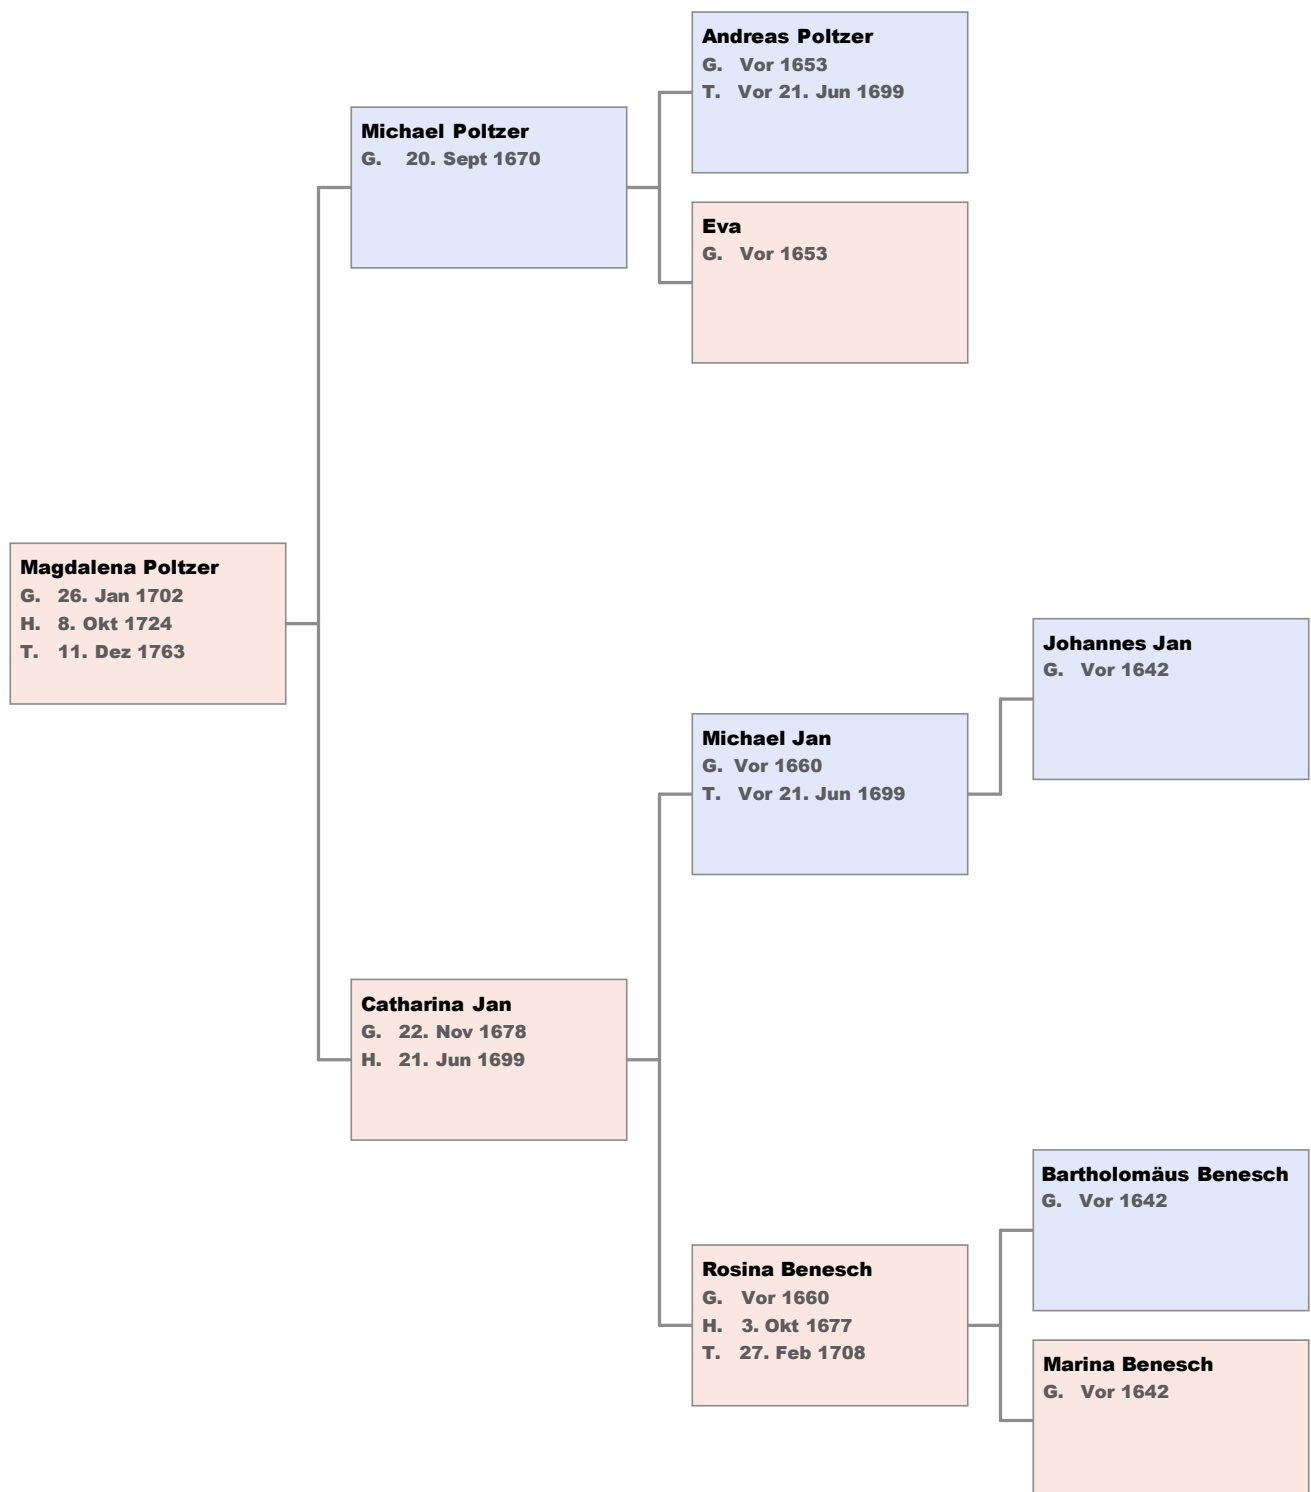 Andreas Poltzer
G. Vor 1653
T. Vor 21. Jun 1699
Michael Poltzer
G. 20. Sept 1670
Eva
G. Vor 1653
Magdalena Poltzer
G. 26. Jan 1702
H. 8. Okt 1724
T. 11. Dez 1763
Johannes Jan
G. Vor 1642
Michael Jan
G. Vor 1660
T. Vor 21. Jun 1699
Catharina Jan
G. 22. Nov 1678
H. 21. Jun 1699
Bartholomäus Benesch
G. Vor 1642
Rosina Benesch
G. Vor 1660
H. 3. Okt 1677
T. 27. Feb 1708
Marina Benesch
G. Vor 1642